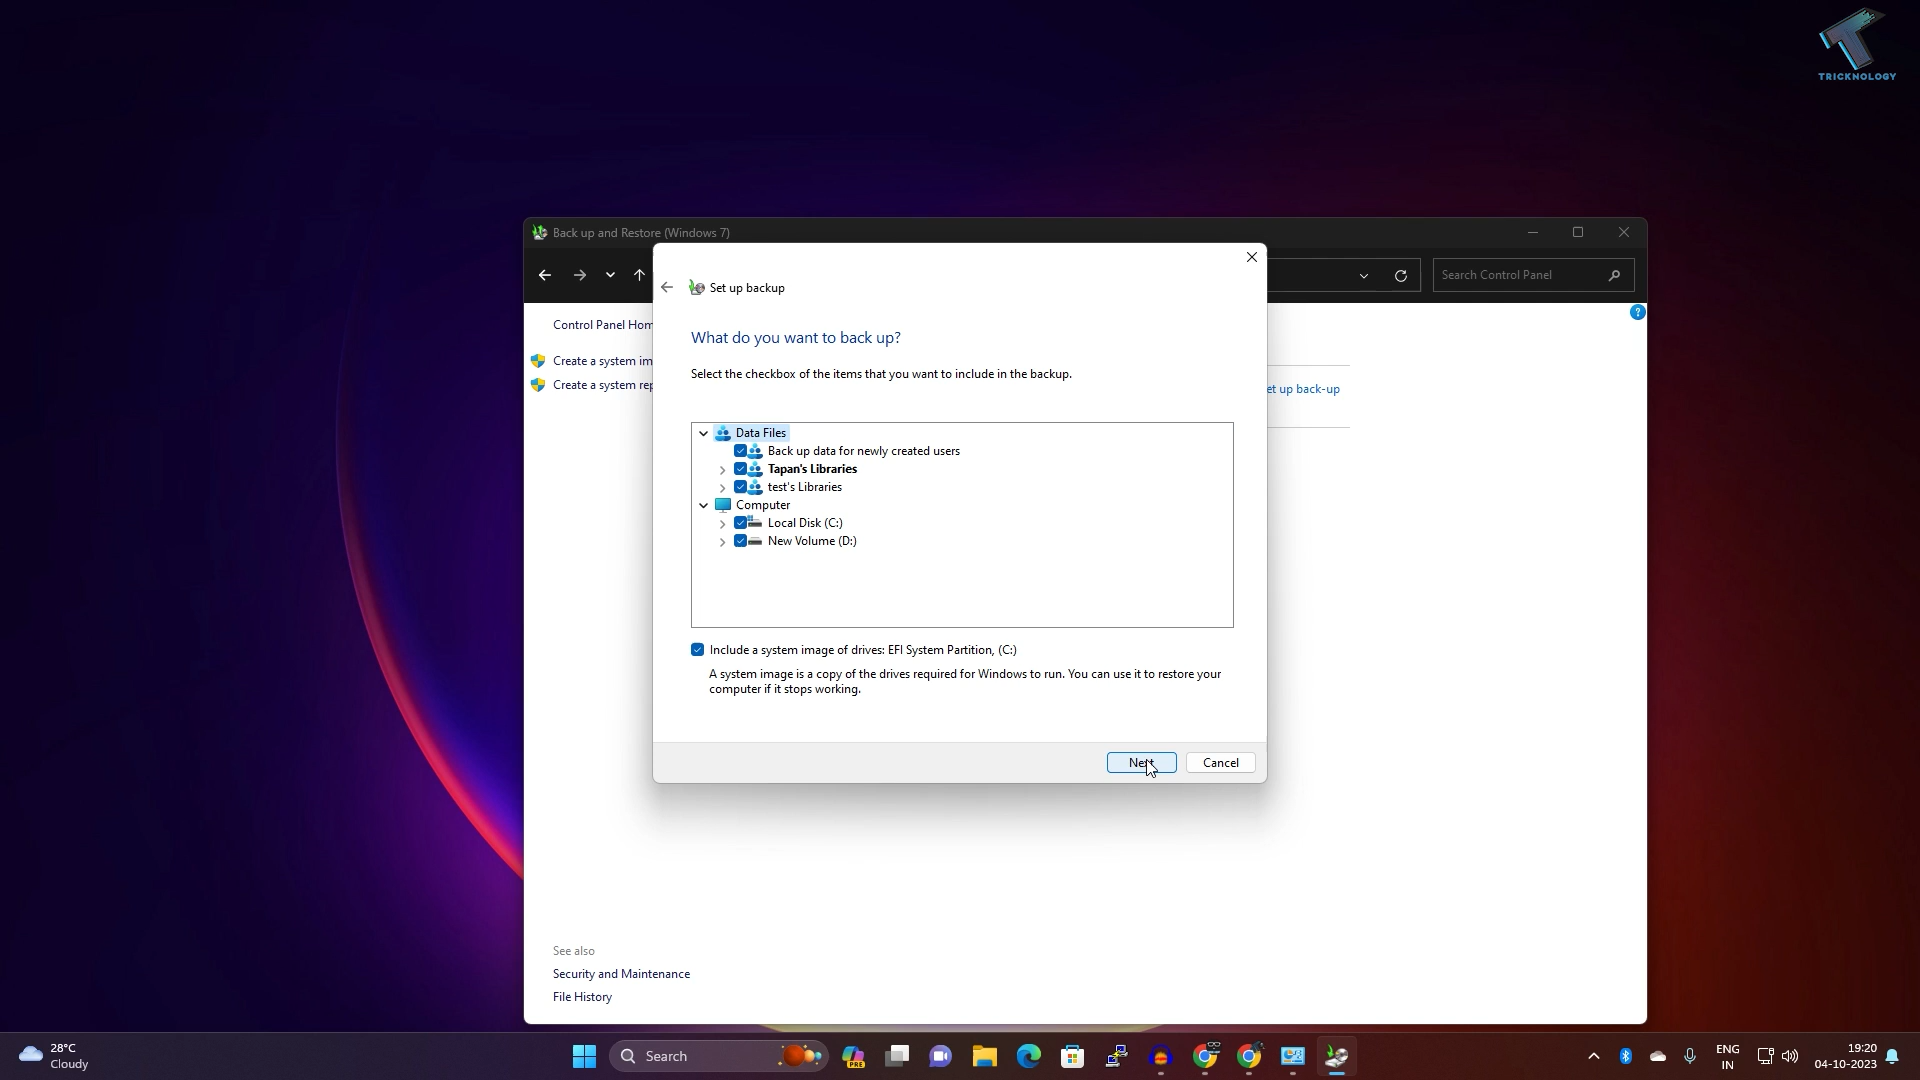 TRICKNOLOGY
Back up and Restore (Windows 7)
Search Control Panel
Set up backup
Control Panel Hom
Create a system im
Create a system rep
et up back-up
What do you want to back up?
Select the checkbox of the items that you want to include in the backup.
Data Files
Back up data for newly created users
Tapan's Libraries
test's Libraries
Computer
Local Disk (C:)
New Volume (D:)
Include a system image of drives: EFI System Partition, (C:)
A system image is a copy of the drives required for Windows to run. You can use it to restore your
computer if it stops working.
Next
Cancel
See also
Security and Maintenance
File History
28°C
Cloudy
Search
PRE
ENG
IN
19:20
04-10-2023